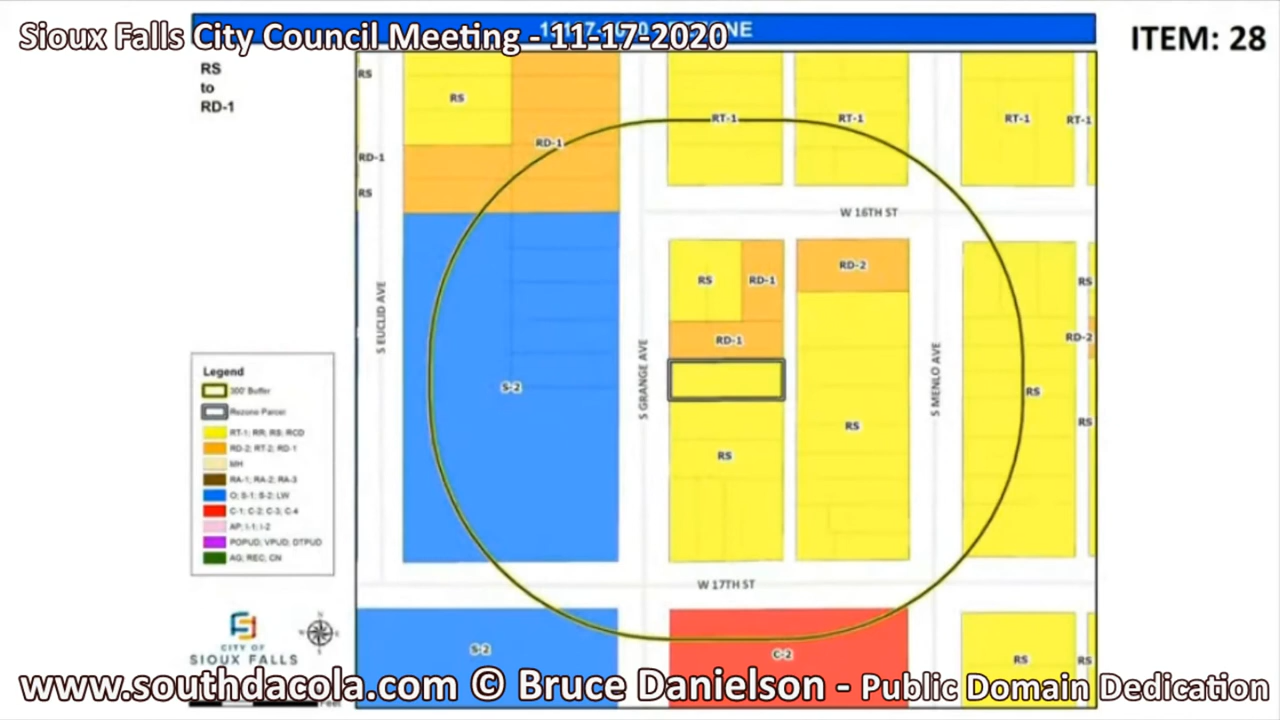 Sioux Falls City Council Meeting - 11-17-2020
ITEM: 28
RS
to
RD-1
RS
RS
RD-1
RD-1
RS
RT-1
RT-1
RT-1
RT-1
W 16TH ST
S EUCLID AVE
S-2
S GRANGE AVE
RS
RD-1
RD-1
RD-2
RS
RS
S MENLO AVE
RS
RD-2
RS
RS
W 17TH ST
S-2
C-2
RS
RS
Legend
300' Buffer
Rezone Parcel
RT-1; RR; RS; RCD
RD-2; RT-2; RD-1
MH
RA-1; RA-2; RA-3
O; S-1; S-2; LW
C-1; C-2; C-3; C-4
AP; I-1; I-2
POPUD; VPUD; DTPUD
AG; REC; CN
N
W E
S
CITY OF
SIOUX FALLS
Feet
www.southdacola.com © Bruce Danielson - Public Domain Dedication